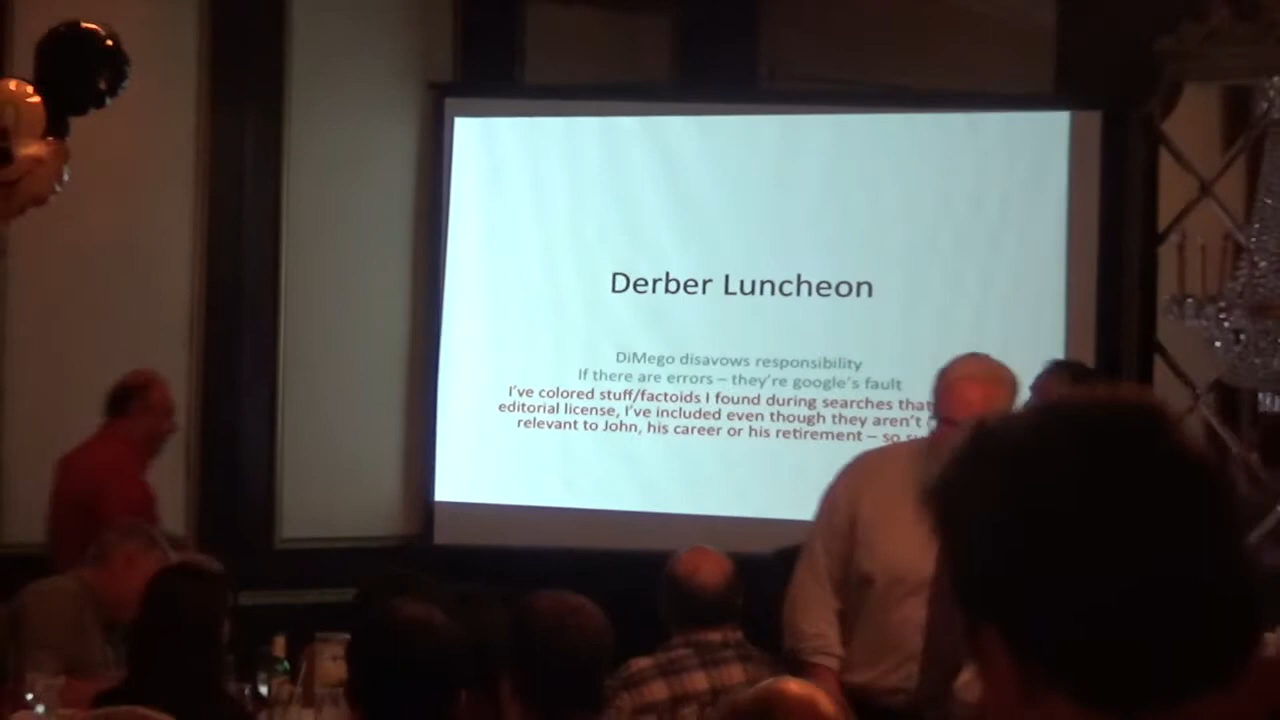 Derber Luncheon
DiMego disavows responsibility
If there are errors – they're google's fault
I've colored stuff/factoids I found during searches that
editorial license, I've included even though they aren't
relevant to John, his career or his retirement – so